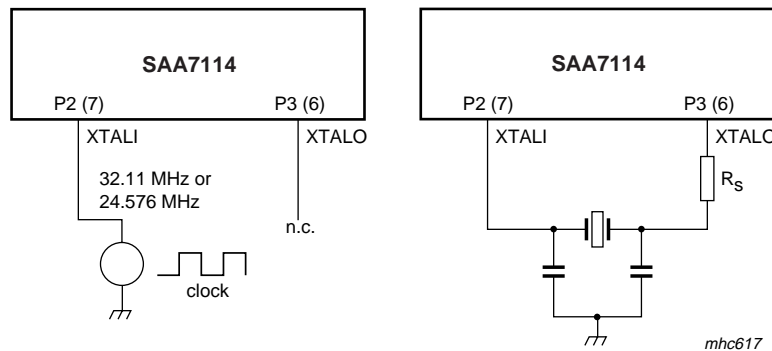 SAA7114
P2 (7)
P3 (6)
XTALI
XTALO
32.11 MHz or
24.576 MHz
n.c.
clock
SAA7114
P2 (7)
P3 (6)
XTALI
XTALO
Rs
mhc617